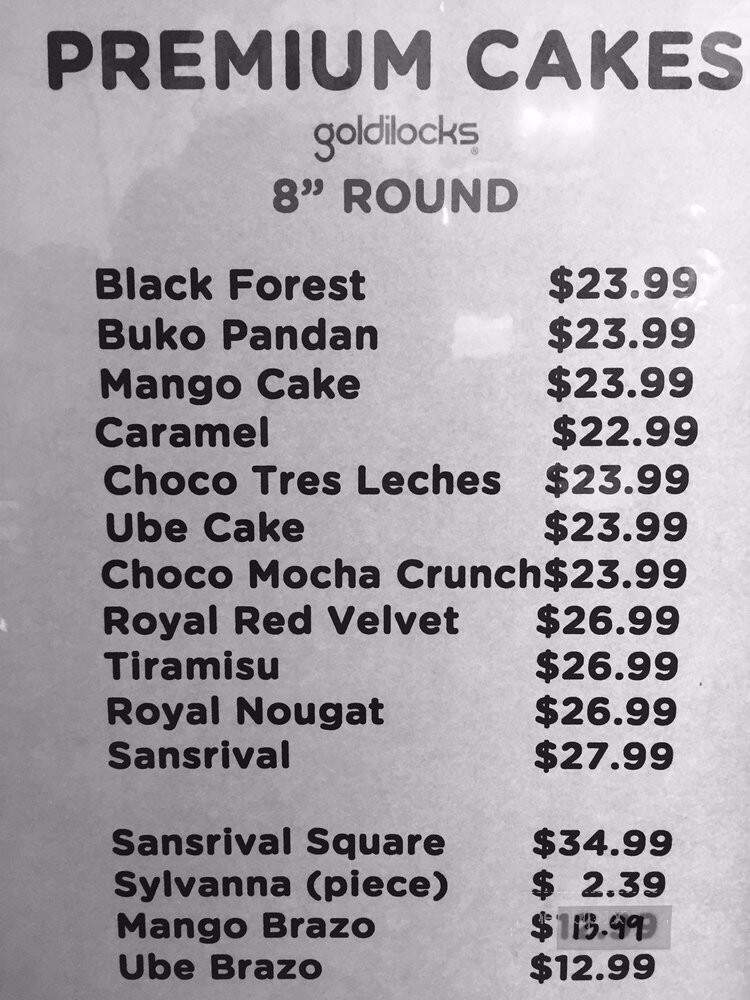 PREMIUM CAKES
goldilocks®
8” ROUND
Black Forest $23.99
Buko Pandan $23.99
Mango Cake $23.99
Caramel $22.99
Choco Tres Leches $23.99
Ube Cake $23.99
Choco Mocha Crunch $23.99
Royal Red Velvet $26.99
Tiramisu $26.99
Royal Nougat $26.99
Sansrival $27.99
Sansrival Square $34.99
Sylvanna (piece) $ 2.39
Mango Brazo $15.99
Ube Brazo $12.99